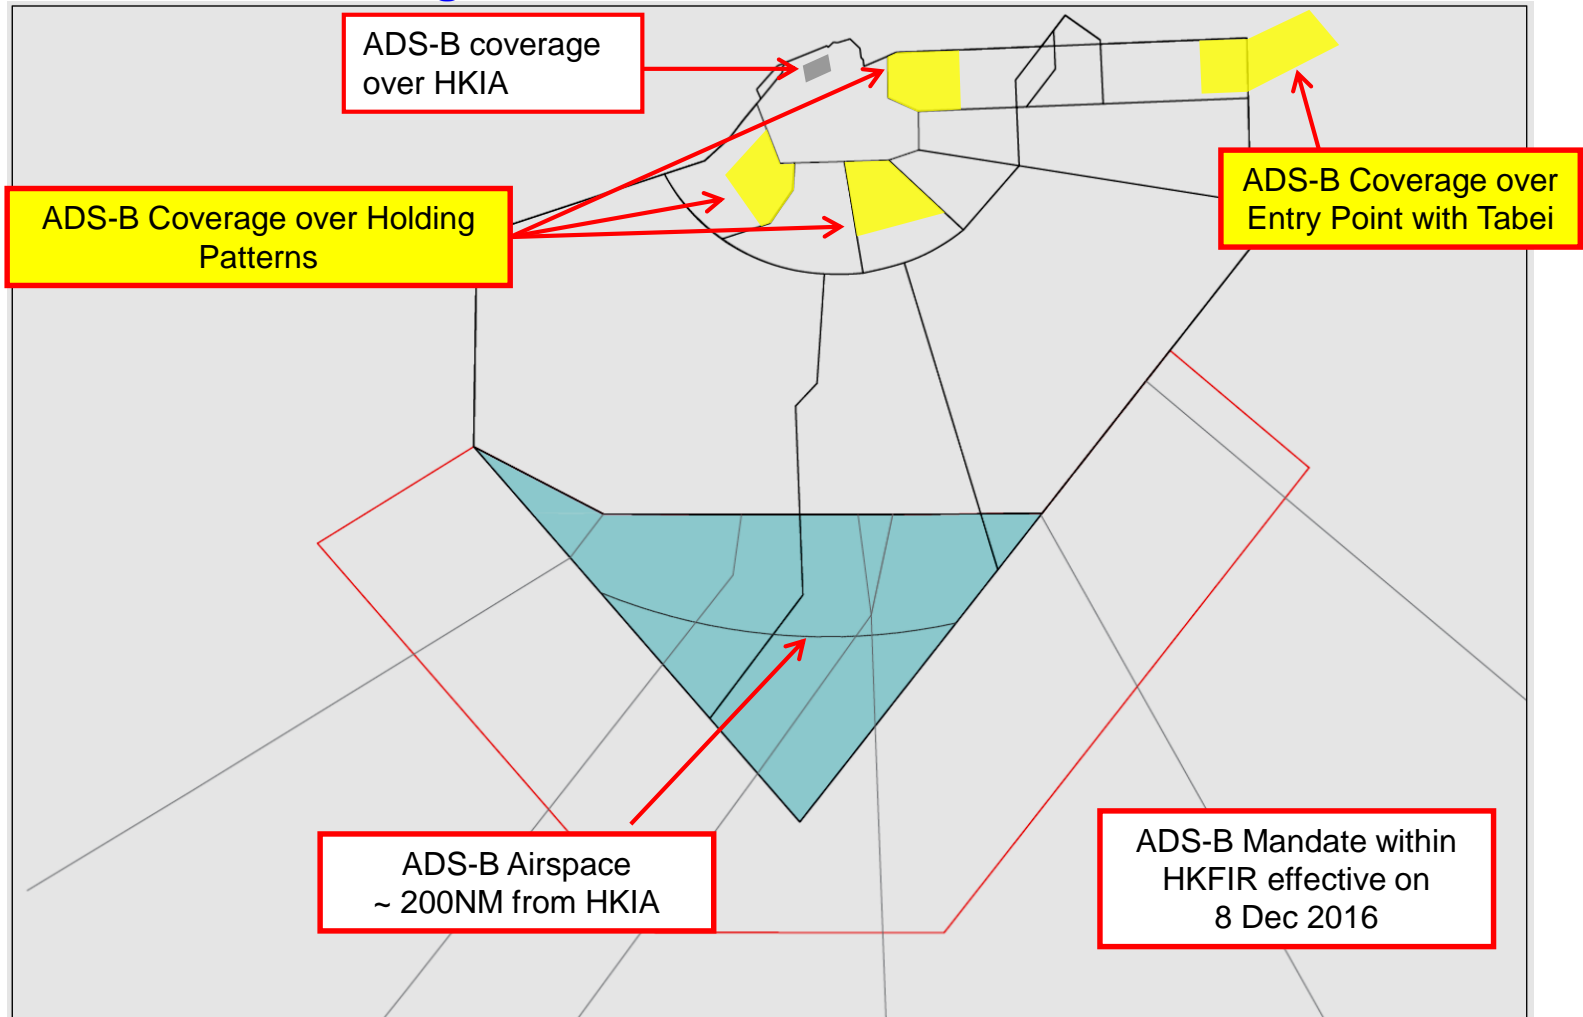 ADS-B coverage
over HKIA
ADS-B Coverage over Holding
Patterns
ADS-B Coverage over
Entry Point with Tabei
ADS-B Airspace
~ 200NM from HKIA
ADS-B Mandate within
HKFIR effective on
8 Dec 2016